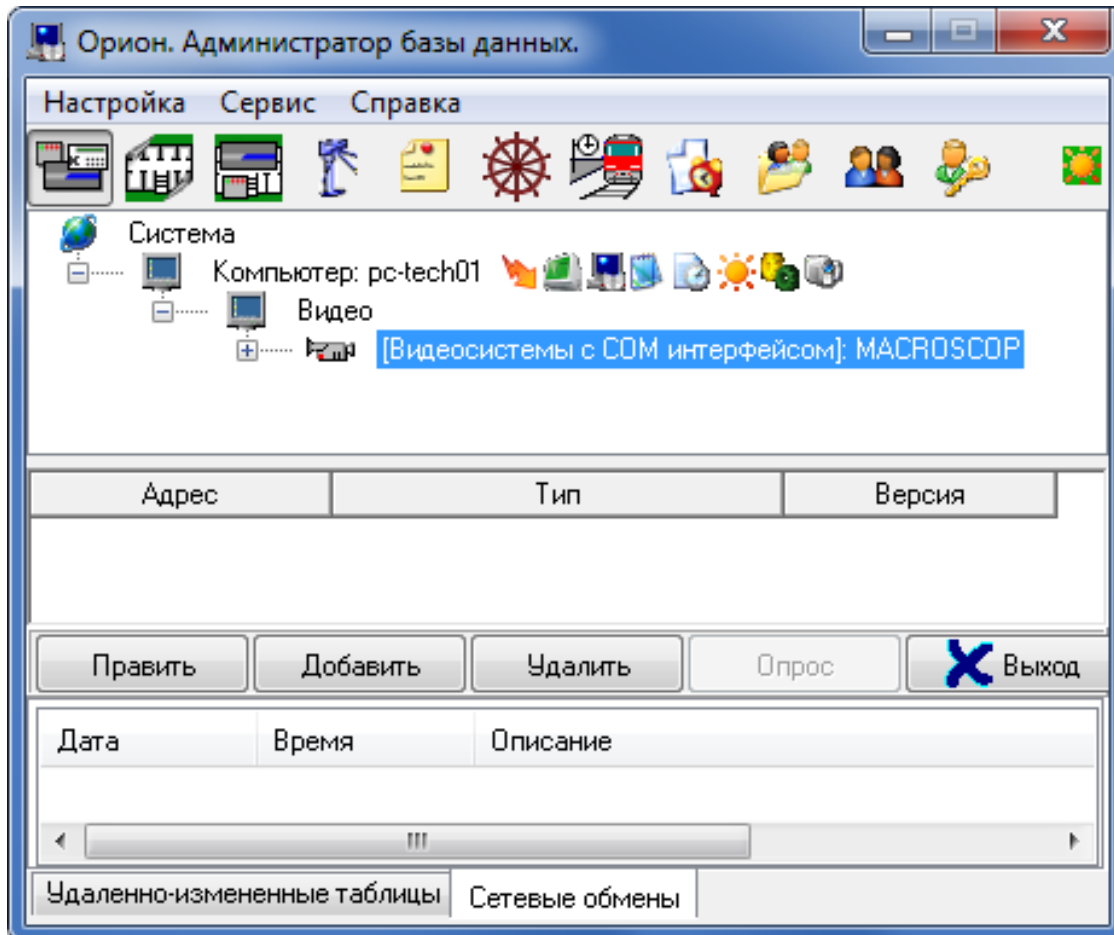 Орион. Администратор базы данных.
Настройка Сервис Справка
Система
Компьютер: pc-tech01
Видео
[Видеосистемы с COM интерфейсом]: MACROSCOP
Адрес Тип Версия
Править Добавить Удалить Опрос Выход
Дата Время Описание
Удаленно-измененные таблицы Сетевые обмены